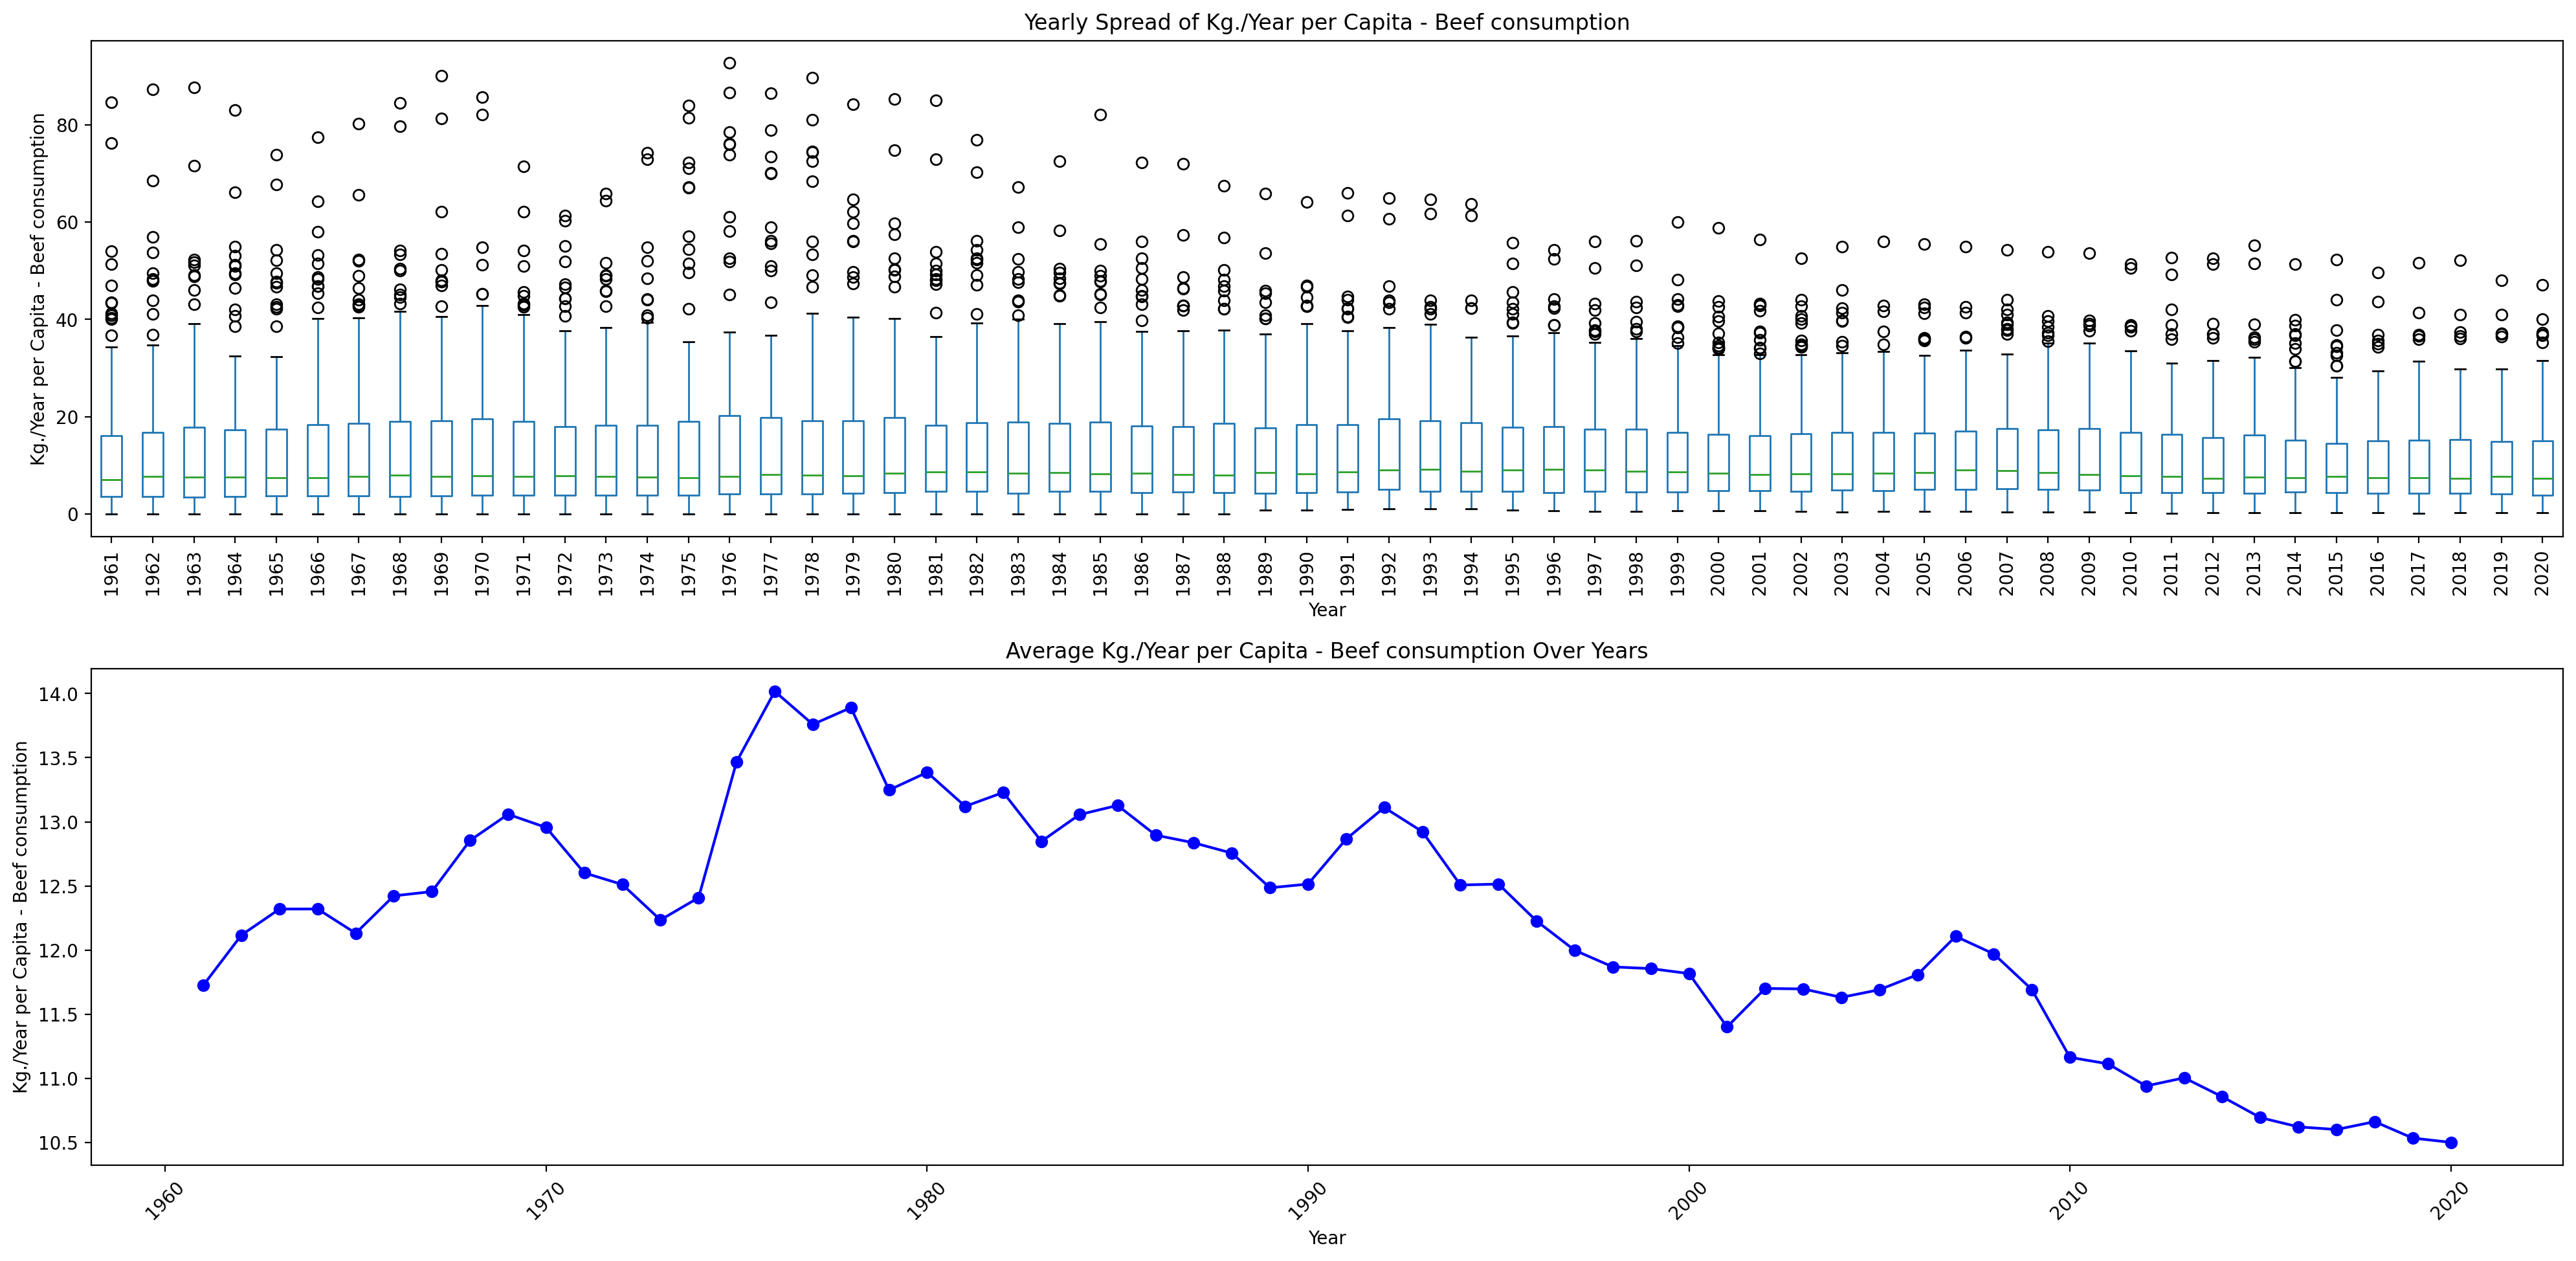 Yearly Spread of Kg./Year per Capita - Beef consumption
Kg./Year per Capita - Beef consumption
80
60
40
20
0
1961 1962 1963 1964 1965 1966 1967 1968 1969 1970 1971 1972 1973 1974 1975 1976 1977 1978 1979 1980 1981 1982 1983 1984 1985 1986 1987 1988 1989 1990 1991 1992 1993 1994 1995 1996 1997 1998 1999 2000 2001 2002 2003 2004 2005 2006 2007 2008 2009 2010 2011 2012 2013 2014 2015 2016 2017 2018 2019 2020
Year
Average Kg./Year per Capita - Beef consumption Over Years
Kg./Year per Capita - Beef consumption
14.0
13.5
13.0
12.5
12.0
11.5
11.0
10.5
1960 1970 1980 1990 2000 2010 2020
Year